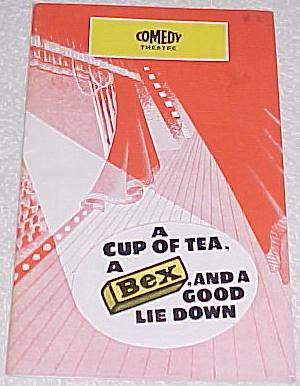 COMEDY
THEATRE
A
CUP OF TEA,
A
BeX
, AND A
GOOD
LIE DOWN